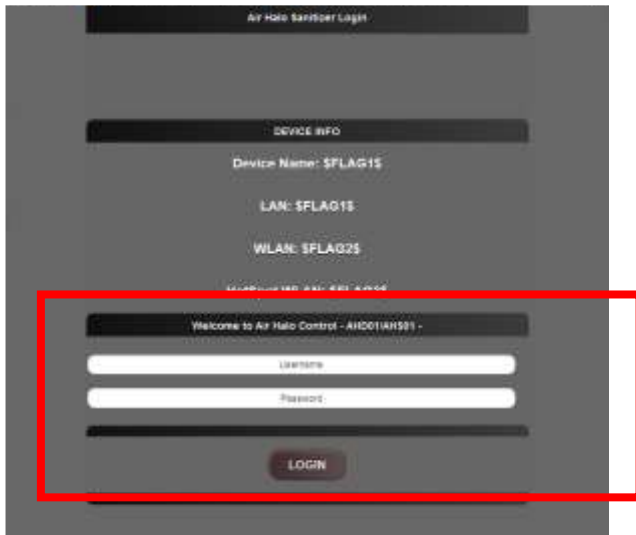 Air Halo Sanitizer Login
DEVICE INFO
Device Name: $FLAG1$
LAN: $FLAG1$
WLAN: $FLAG2$
Welcome to Air Halo Control - AHD01/AHS01 -
Username
Password
LOGIN